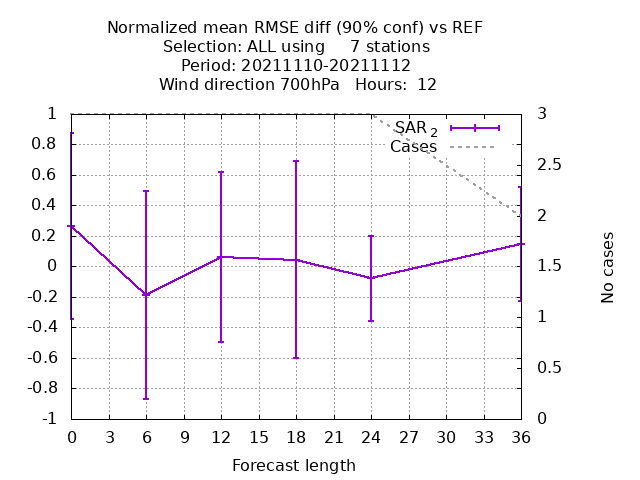 Normalized mean RMSE diff (90% conf) vs REF
Selection: ALL using 7 stations
Period: 20211110-20211112
Wind direction 700hPa Hours: 12
1
0.8
0.6
0.4
0.2
0
-0.2
-0.4
-0.6
-0.8
-1
SAR 2
Cases
3
2.5
2
1.5
1
0.5
0
No cases
0 3 6 9 12 15 18 21 24 27 30 33 36
Forecast length